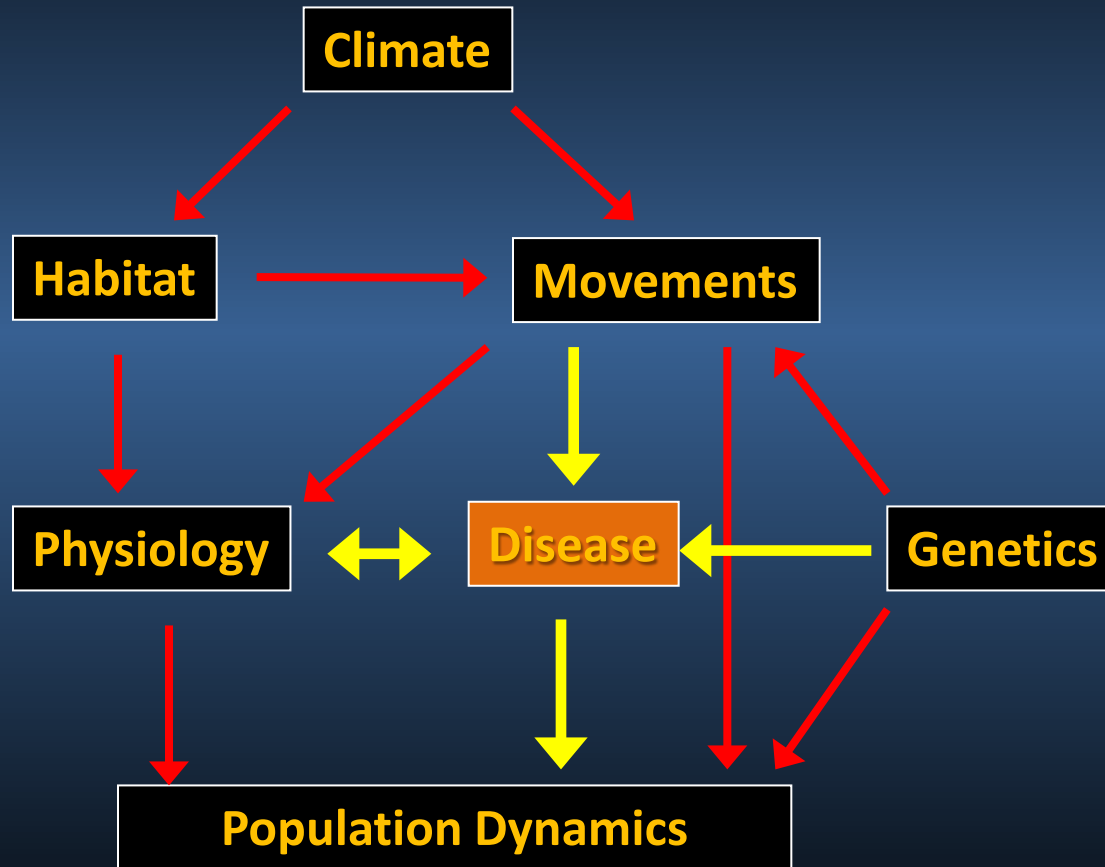 Climate
Habitat
Movements
Physiology
Disease
Genetics
Population Dynamics